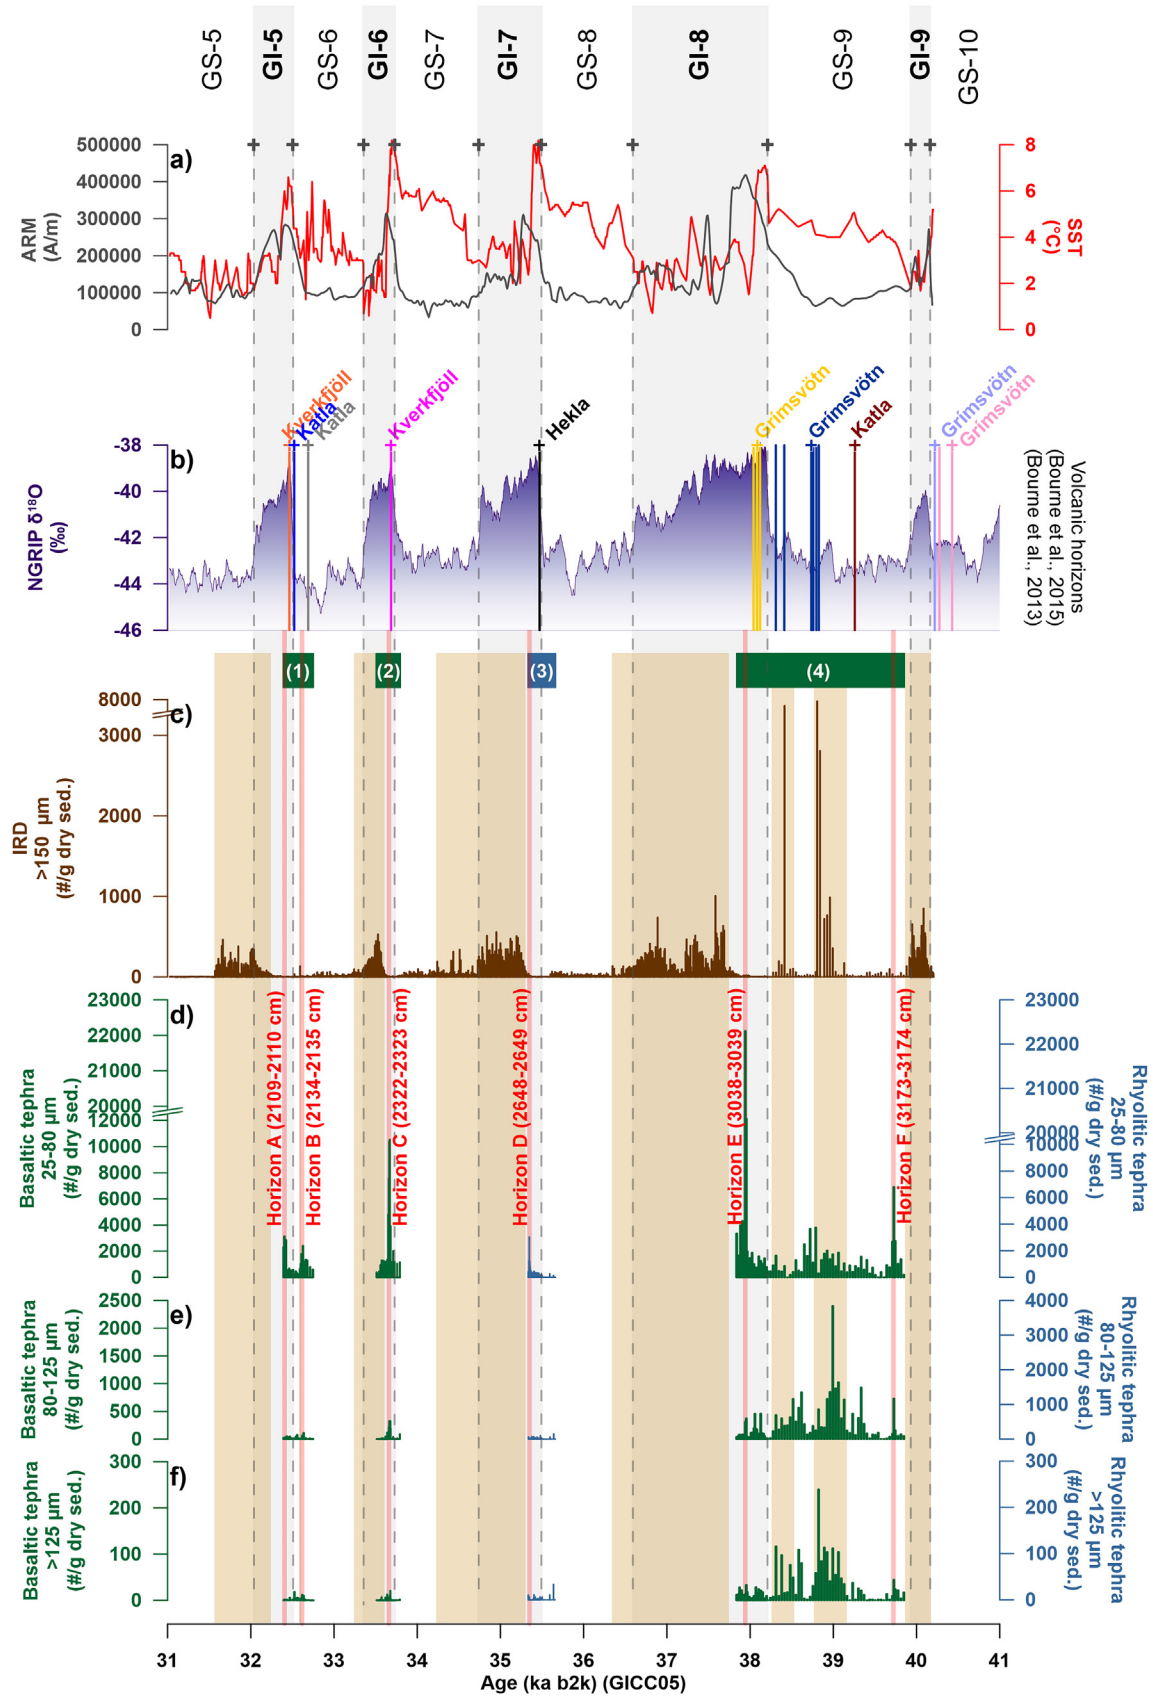 GS-5
GI-5
GS-6
GI-6
GS-7
GI-7
GS-8
GI-8
GS-9
GI-9
GS-10
a)
500000
400000
300000
200000
100000
0
ARM
(A/m)
8
6
4
2
0
SST
(°C)
Kverkfjöll
Katla
Katla
Kverkfjöll
Hekla
Grímsvötn
Grímsvötn
Katla
Grímsvötn
Grímsvötn
b)
-38
-40
-42
-44
-46
NGRIP δ¹⁸O
(‰)
Volcanic horizons
(Bourne et al., 2015)
(Bourne et al., 2013)
(1)
(2)
(3)
(4)
c)
8000
3000
2000
1000
0
IRD
>150 µm
(#/g dry sed.)
d)
23000
22000
21000
20000
12000
10000
8000
6000
4000
2000
0
Basaltic tephra
25-80 µm
(#/g dry sed.)
Horizon A (2109-2110 cm)
Horizon B (2134-2135 cm)
Horizon C (2322-2323 cm)
Horizon D (2648-2649 cm)
Horizon E (3038-3039 cm)
Horizon F (3173-3174 cm)
23000
22000
21000
20000
10000
8000
6000
4000
2000
0
Rhyolitic tephra
25-80 µm
(#/g dry sed.)
e)
2500
2000
1500
1000
500
0
Basaltic tephra
80-125 µm
(#/g dry sed.)
4000
3000
2000
1000
0
Rhyolitic tephra
80-125 µm
(#/g dry sed.)
f)
300
200
100
0
Basaltic tephra
>125 µm
(#/g dry sed.)
300
200
100
0
Rhyolitic tephra
>125 µm
(#/g dry sed.)
31
32
33
34
35
36
37
38
39
40
41
Age (ka b2k) (GICC05)